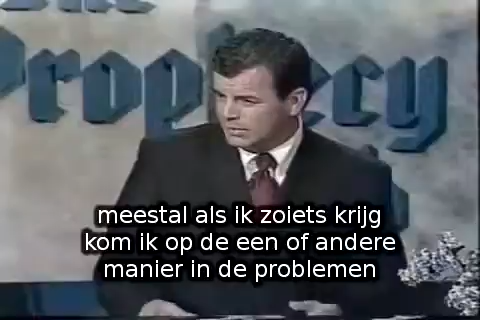 Prophecy
meestal als ik zoiets krijg
kom ik op de een of andere
manier in de problemen